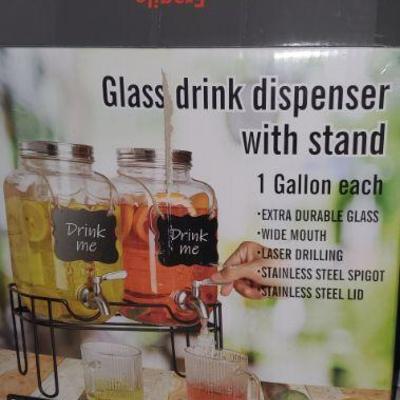 Fragile
Glass drink dispenser
with stand
1 Gallon each
•EXTRA DURABLE GLASS
•WIDE MOUTH
•LASER DRILLING
•STAINLESS STEEL SPIGOT
•STAINLESS STEEL LID
Drink
me
Drink
me